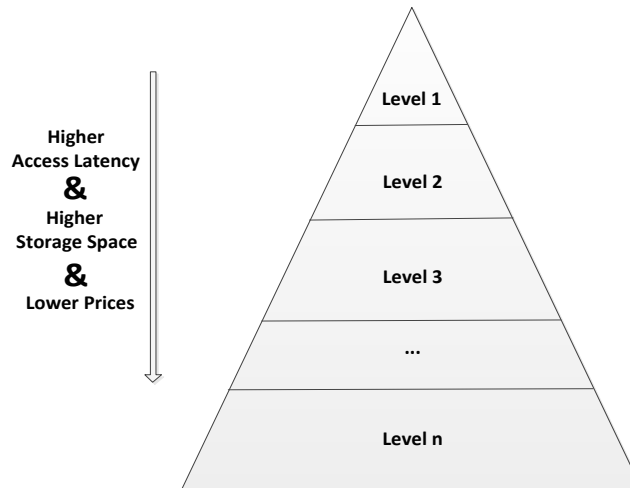 Higher
Access Latency
&
Higher
Storage Space
&
Lower Prices
Level 1
Level 2
Level 3
...
Level n